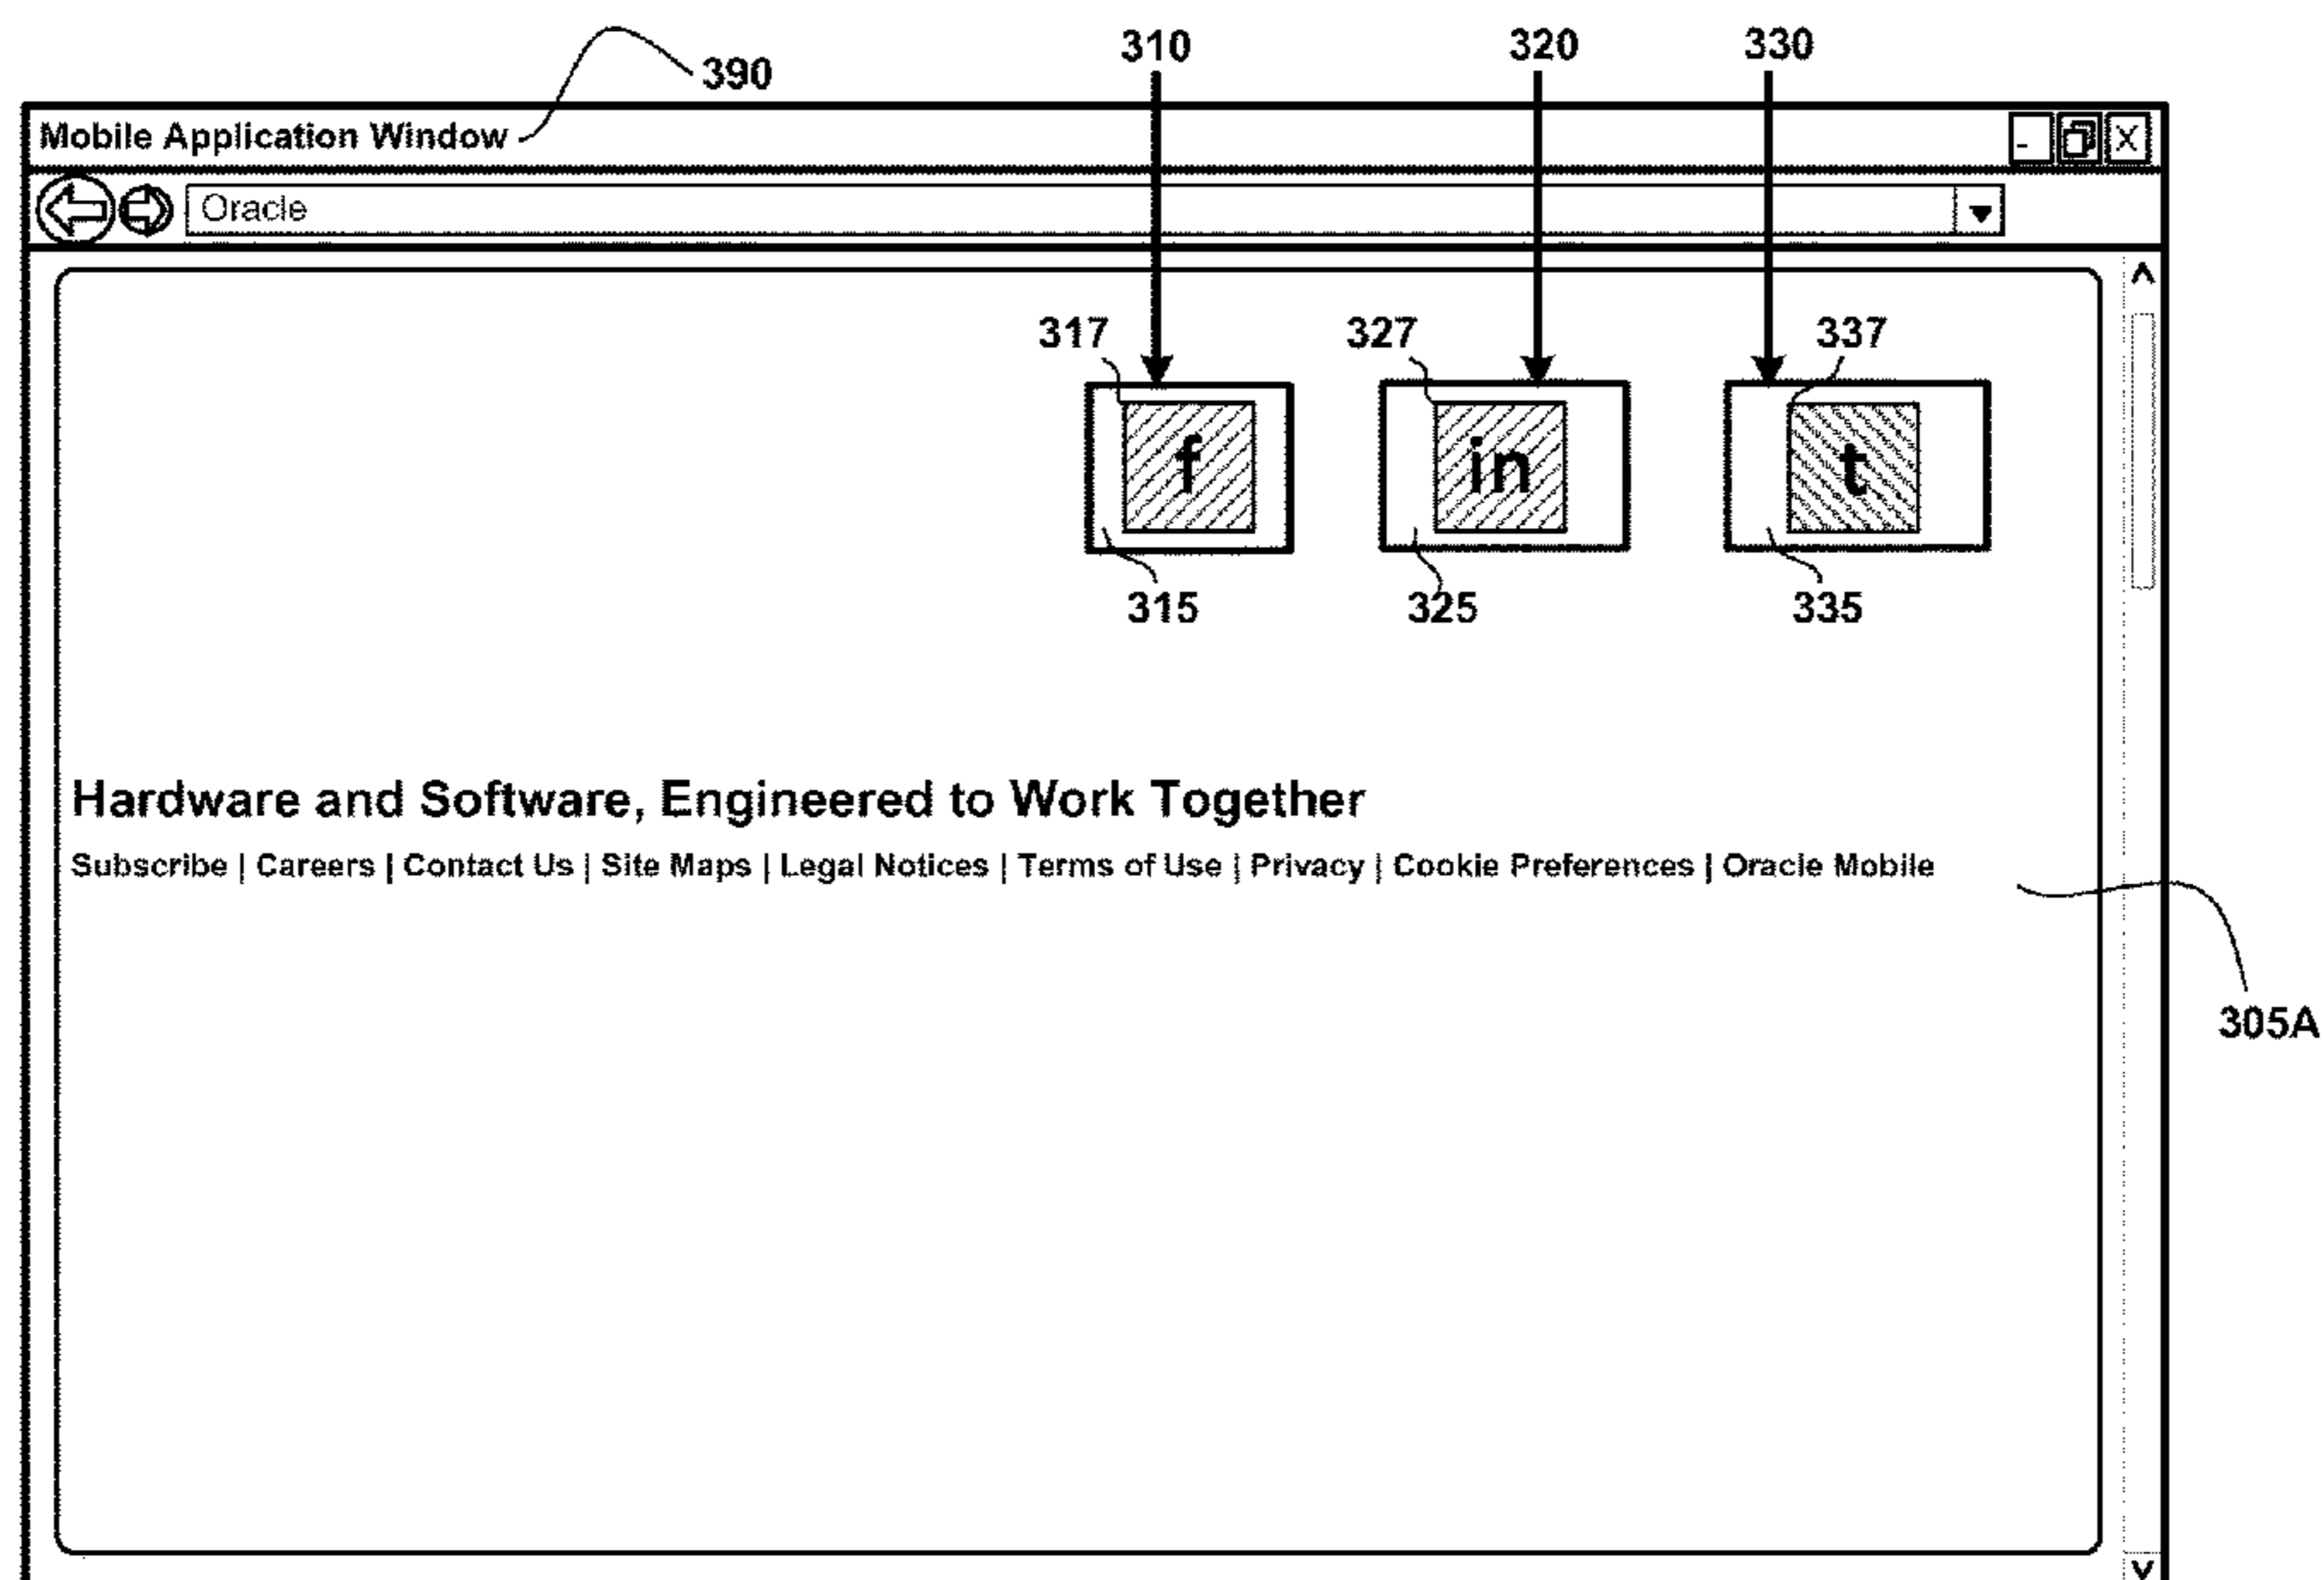 390
310
320
330
Mobile Application Window
- X
Oracle
317
327
337
f
in
t
315
325
335
Hardware and Software, Engineered to Work Together
Subscribe | Careers | Contact Us | Site Maps | Legal Notices | Terms of Use | Privacy | Cookie Preferences | Oracle Mobile
305A